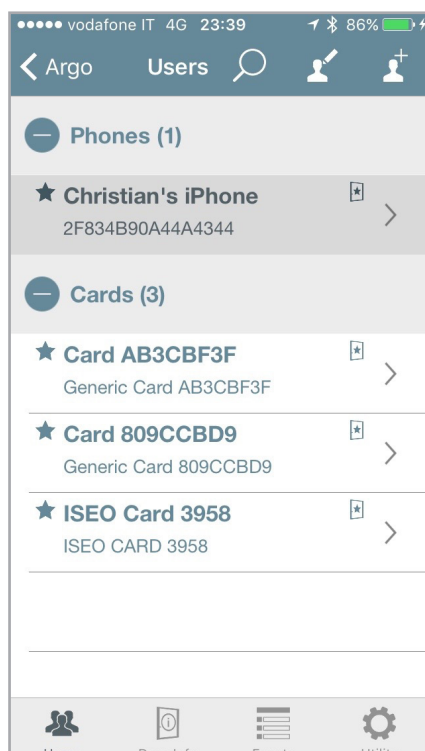 vodafone IT 4G 23:39 86%
Argo Users
Phones (1)
Christian's iPhone
2F834B90A44A4344
Cards (3)
Card AB3CBF3F
Generic Card AB3CBF3F
Card 809CCBD9
Generic Card 809CCBD9
ISEO Card 3958
ISEO CARD 3958